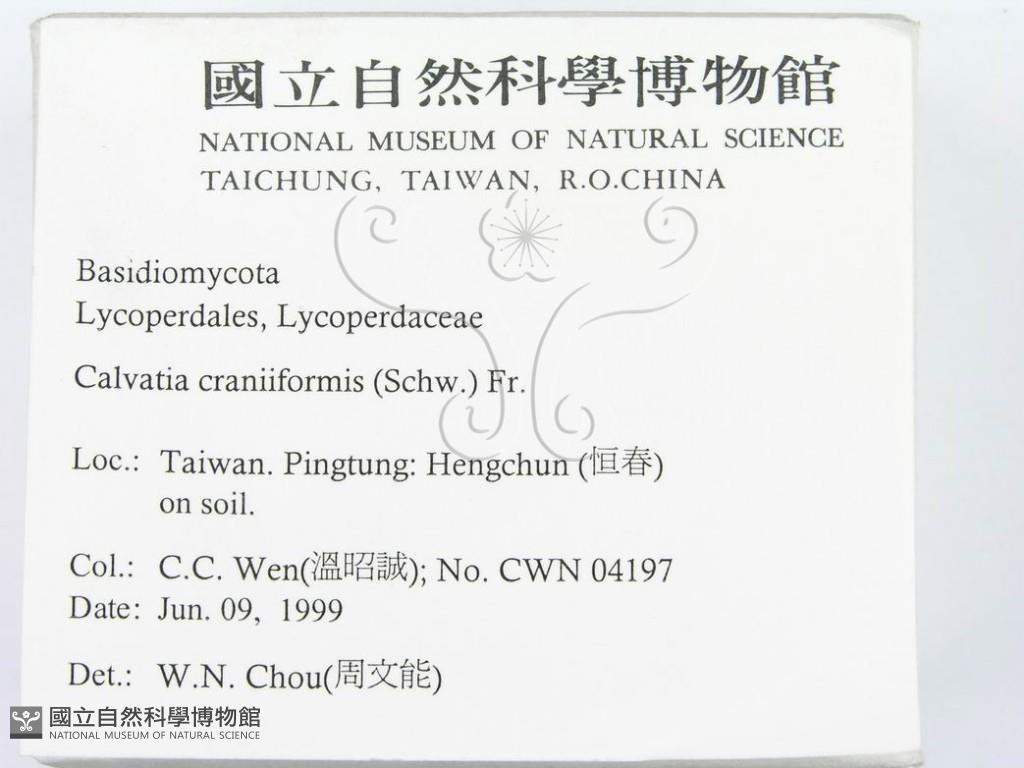 國立自然科學博物館
NATIONAL MUSEUM OF NATURAL SCIENCE
TAICHUNG, TAIWAN, R.O.CHINA
Basidiomycota
Lycoperdales, Lycoperdaceae
Calvatia craniiformis (Schw.) Fr.
Loc.: Taiwan. Pingtung: Hengchun (恒春)
on soil.
Col.: C.C. Wen(溫昭誠); No. CWN 04197
Date: Jun. 09, 1999
Det.: W.N. Chou(周文能)
國立自然科學博物館
NATIONAL MUSEUM OF NATURAL SCIENCE